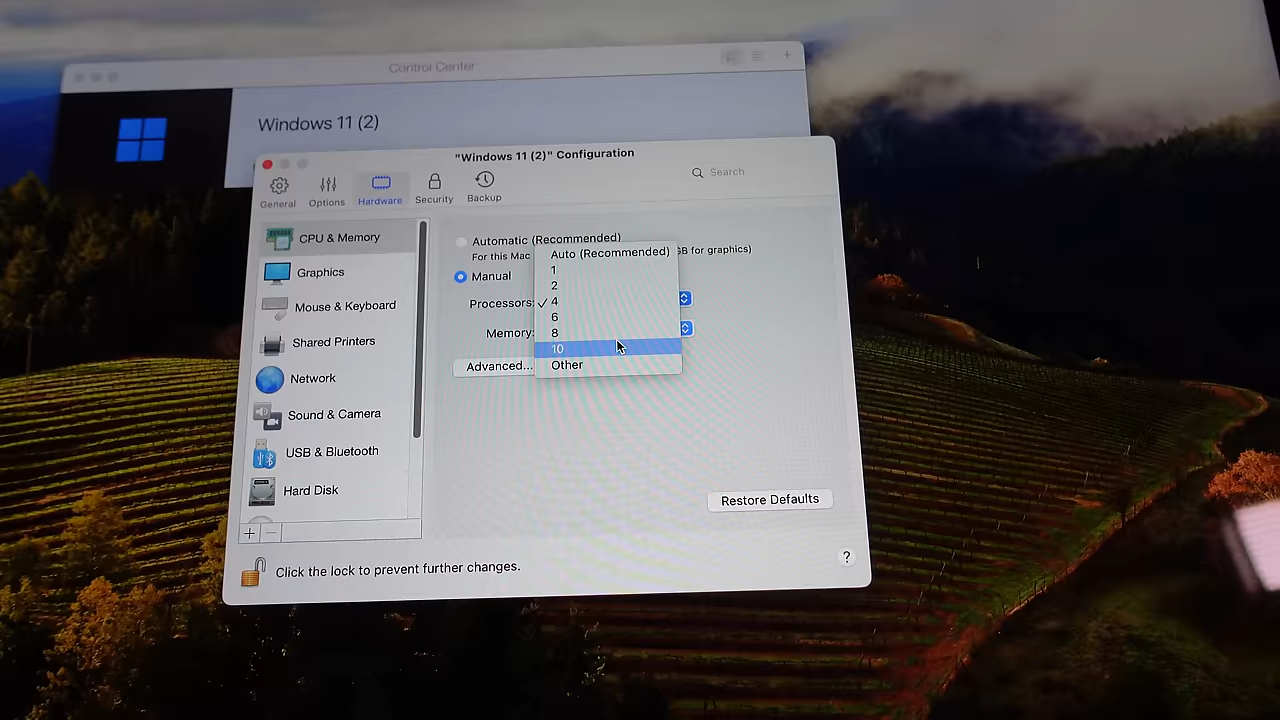 Control Center
Windows 11 (2)
"Windows 11 (2)" Configuration
General
Options
Hardware
Security
Backup
Search
CPU & Memory
Graphics
Mouse & Keyboard
Shared Printers
Network
Sound & Camera
USB & Bluetooth
Hard Disk
Automatic (Recommended)
For this Mac
GB for graphics)
Manual
Processors:
Memory:
Advanced...
Auto (Recommended)
1
2
4
6
8
10
Other
Restore Defaults
Click the lock to prevent further changes.
?